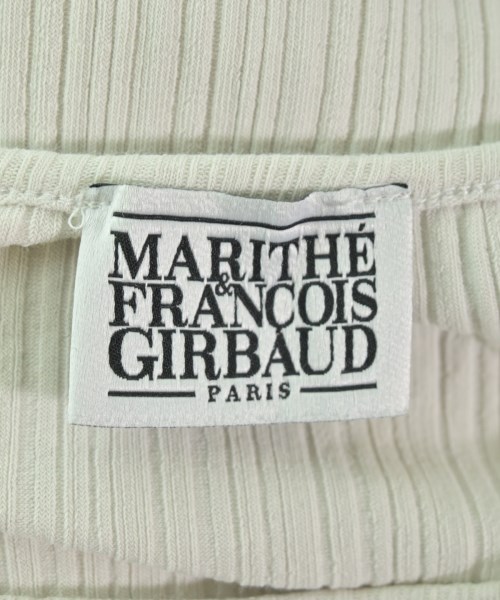 MARITHÉ
&
FRANÇOIS
GIRBAUD
PARIS